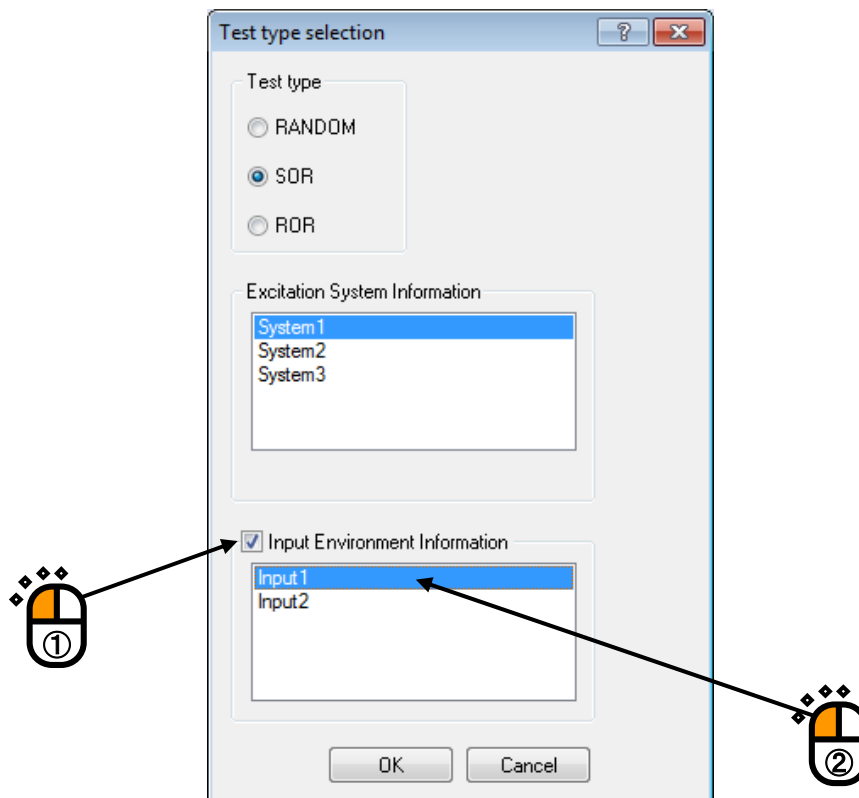 Test type selection
?
Test type
RANDOM
SOR
ROR
Excitation System Information
System1
System2
System3
Input Environment Information
Input1
Input2
①
②
OK
Cancel